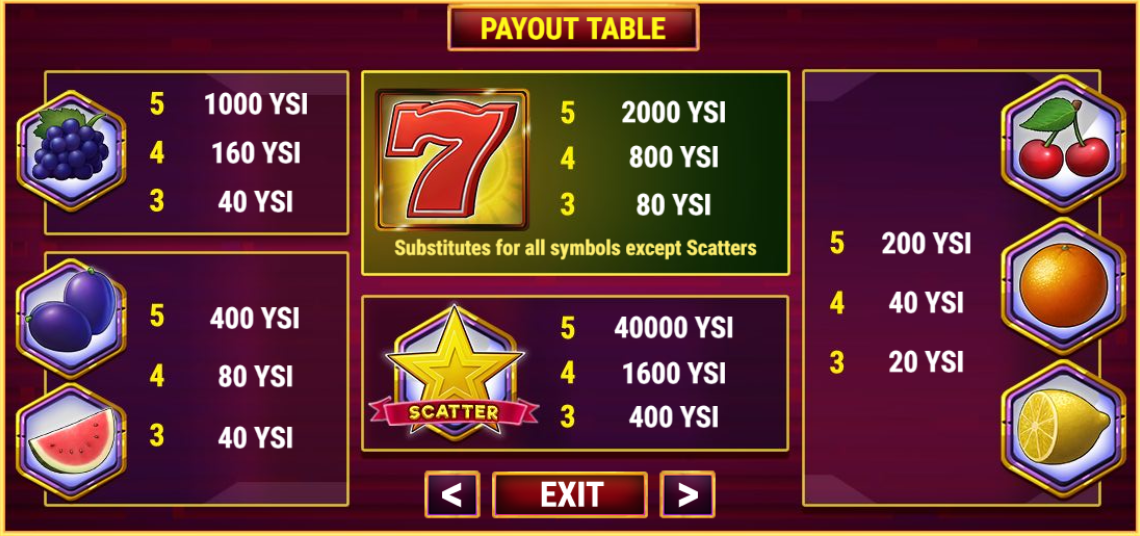 PAYOUT TABLE
5 1000 YSI
4 160 YSI
3 40 YSI
5 400 YSI
4 80 YSI
3 40 YSI
7
5 2000 YSI
4 800 YSI
3 80 YSI
Substitutes for all symbols except Scatters
SCATTER
5 40000 YSI
4 1600 YSI
3 400 YSI
5 200 YSI
4 40 YSI
3 20 YSI
< EXIT >